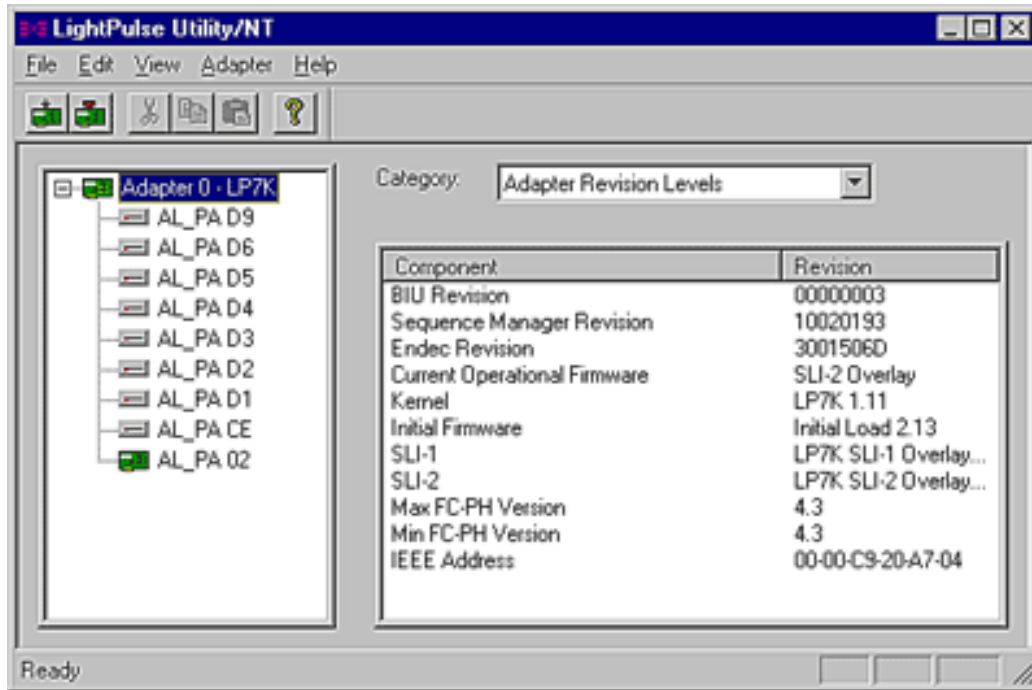 LightPulse Utility/NT
File Edit View Adapter Help
Adapter 0 - LP7K
AL_PA D9
AL_PA D6
AL_PA D5
AL_PA D4
AL_PA D3
AL_PA D2
AL_PA D1
AL_PA CE
AL_PA 02
Category: Adapter Revision Levels
Component Revision
BIU Revision 00000003
Sequence Manager Revision 10020193
Endec Revision 3001506D
Current Operational Firmware SLI-2 Overlay
Kernel LP7K 1.11
Initial Firmware Initial Load 2.13
SLI-1 LP7K SLI-1 Overlay...
SLI-2 LP7K SLI-2 Overlay...
Max FC-PH Version 4.3
Min FC-PH Version 4.3
IEEE Address 00-00-C9-20-A7-04
Ready